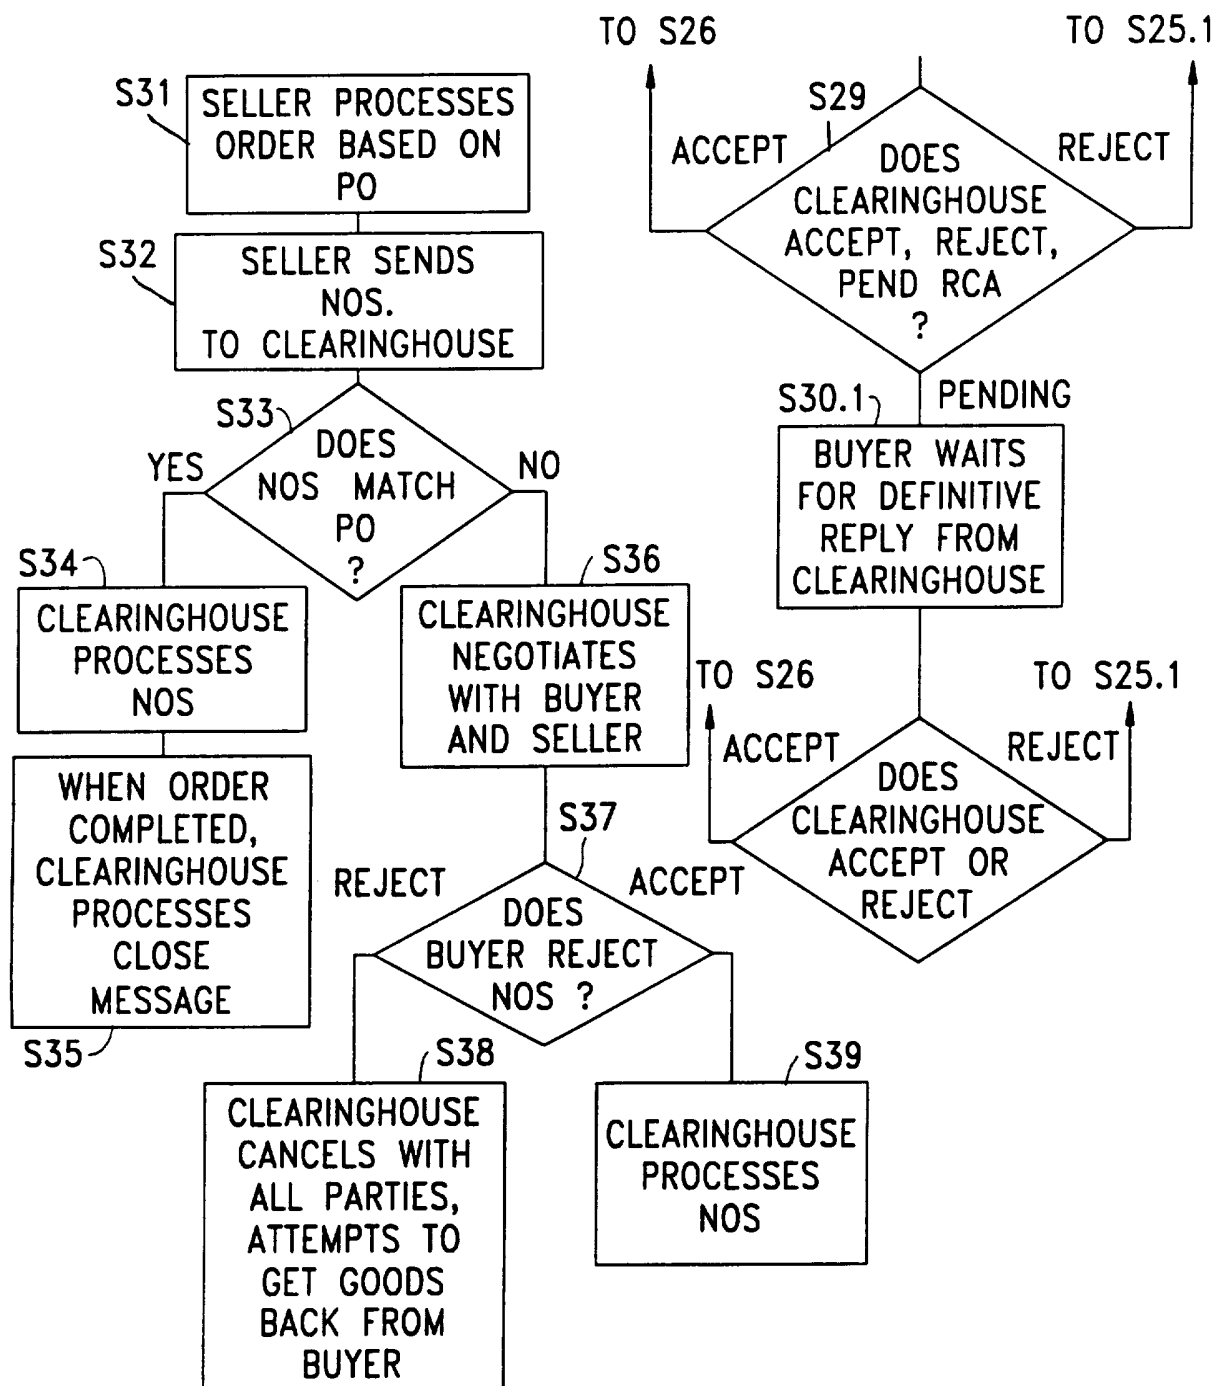 S31
SELLER PROCESSES
ORDER BASED ON
PO
S32
SELLER SENDS
NOS.
TO CLEARINGHOUSE
S33
DOES
NOS MATCH
PO
?
YES
NO
S34
CLEARINGHOUSE
PROCESSES
NOS
WHEN ORDER
COMPLETED,
CLEARINGHOUSE
PROCESSES
CLOSE
MESSAGE
S35
S36
CLEARINGHOUSE
NEGOTIATES
WITH BUYER
AND SELLER
S37
REJECT
ACCEPT
DOES
BUYER REJECT
NOS ?
S38
CLEARINGHOUSE
CANCELS WITH
ALL PARTIES,
ATTEMPTS TO
GET GOODS
BACK FROM
BUYER
S39
CLEARINGHOUSE
PROCESSES
NOS
TO S26
TO S25.1
S29
ACCEPT
REJECT
DOES
CLEARINGHOUSE
ACCEPT, REJECT,
PEND RCA
?
S30.1
PENDING
BUYER WAITS
FOR DEFINITIVE
REPLY FROM
CLEARINGHOUSE
TO S26
TO S25.1
ACCEPT
REJECT
DOES
CLEARINGHOUSE
ACCEPT OR
REJECT